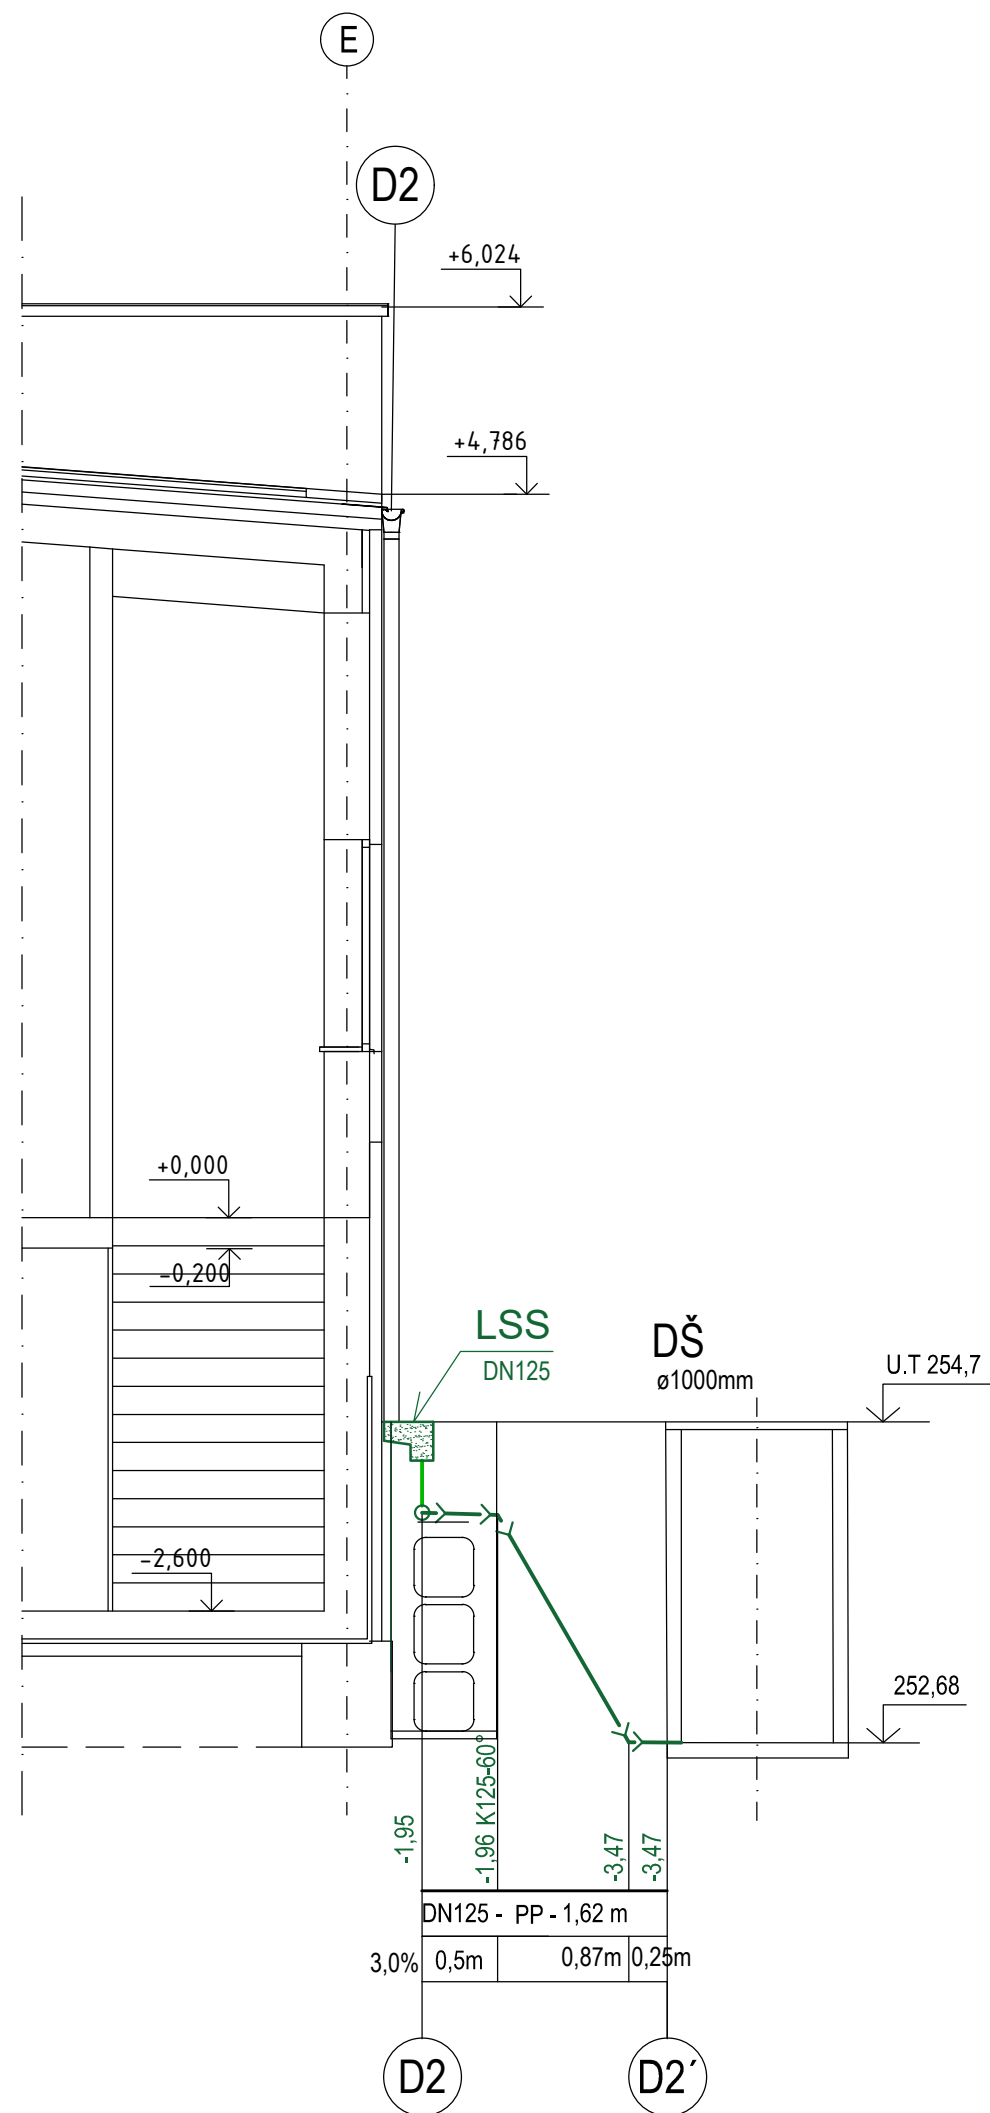 E
D2
+6,024
+4,786
+0,000
-0,200
LSS
DN125
DŠ
ø1000mm
U.T 254,7
-2,600
252,68
-1,95
-1,96 K125-60°
-3,47
-3,47
DN125 - PP - 1,62 m
3,0% 0,5m 0,87m 0,25m
D2
D2´